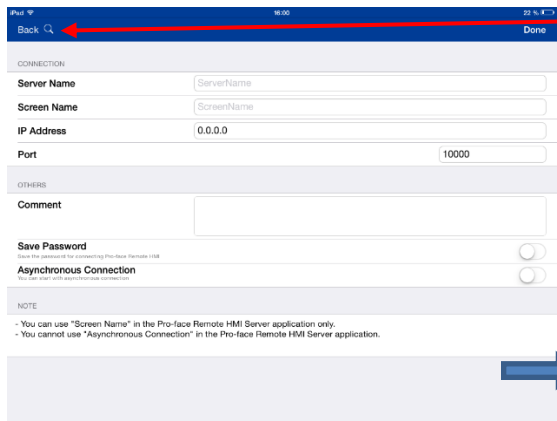 iPad 16:00 22 %
Back Done
CONNECTION
Server Name ServerName
Screen Name ScreenName
IP Address 0.0.0.0
Port 10000
OTHERS
Comment
Save Password
Save the password for connecting Pro-face Remote HMI
Asynchronous Connection
You can start with asynchronous connection
NOTE
- You can use "Screen Name" in the Pro-face Remote HMI Server application only.
- You cannot use "Asynchronous Connection" in the Pro-face Remote HMI Server application.